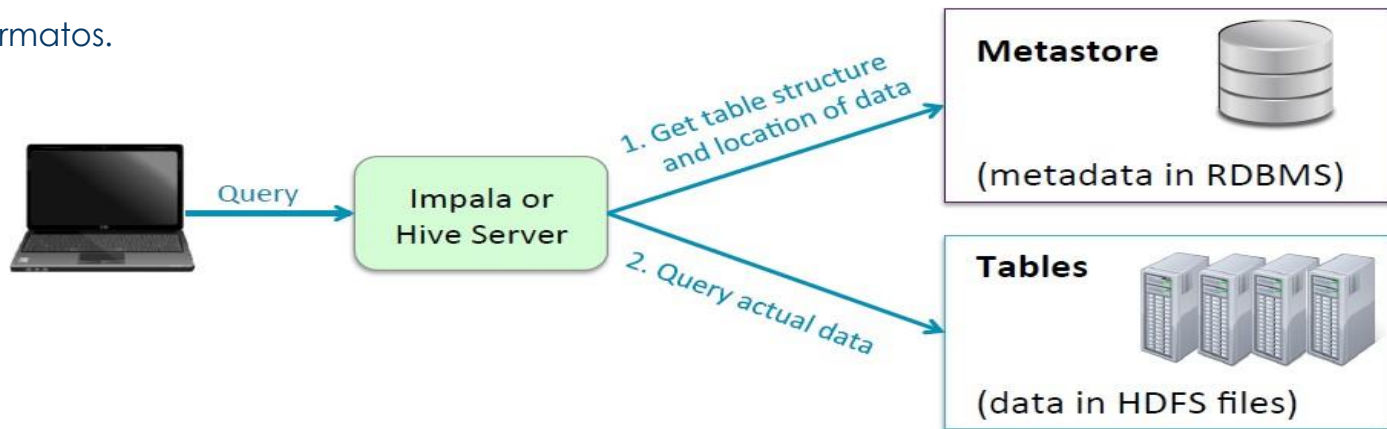 rmatos.
Query
Impala or
Hive Server
1. Get table structure
and location of data
2. Query actual data
Metastore
(metadata in RDBMS)
Tables
(data in HDFS files)